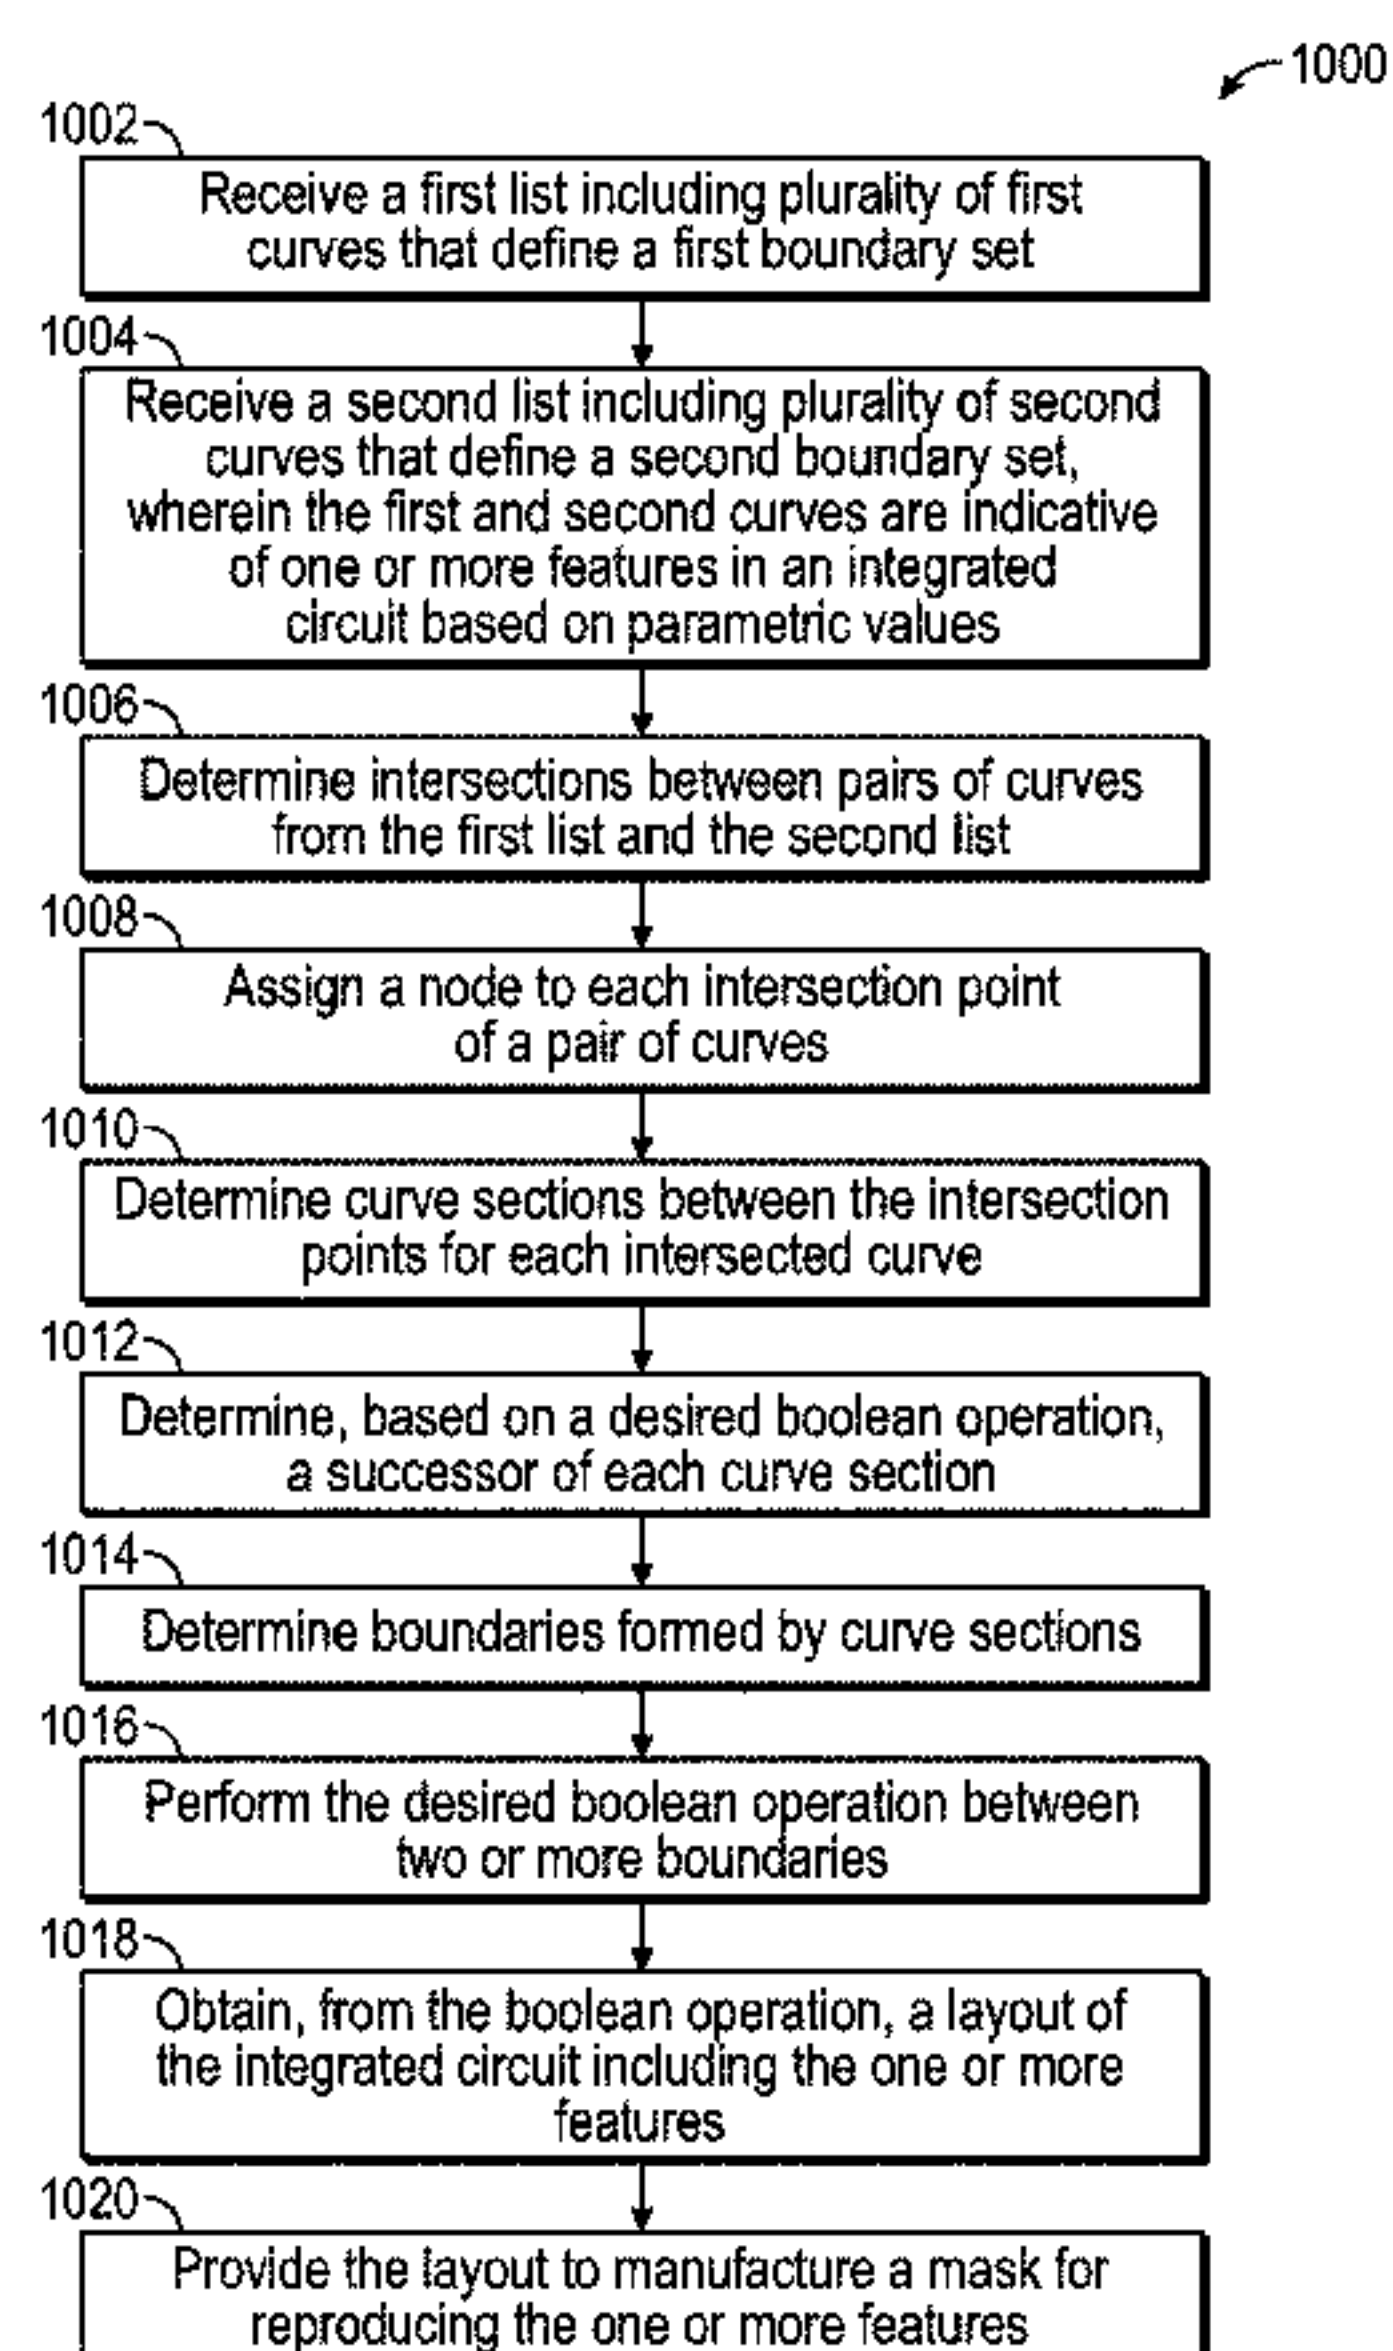 1000
1002
Receive a first list including plurality of first
curves that define a first boundary set
1004
Receive a second list including plurality of second
curves that define a second boundary set,
wherein the first and second curves are indicative
of one or more features in an integrated
circuit based on parametric values
1006
Determine intersections between pairs of curves
from the first list and the second list
1008
Assign a node to each intersection point
of a pair of curves
1010
Determine curve sections between the intersection
points for each intersected curve
1012
Determine, based on a desired boolean operation,
a successor of each curve section
1014
Determine boundaries formed by curve sections
1016
Perform the desired boolean operation between
two or more boundaries
1018
Obtain, from the boolean operation, a layout of
the integrated circuit including the one or more
features
1020
Provide the layout to manufacture a mask for
reproducing the one or more features